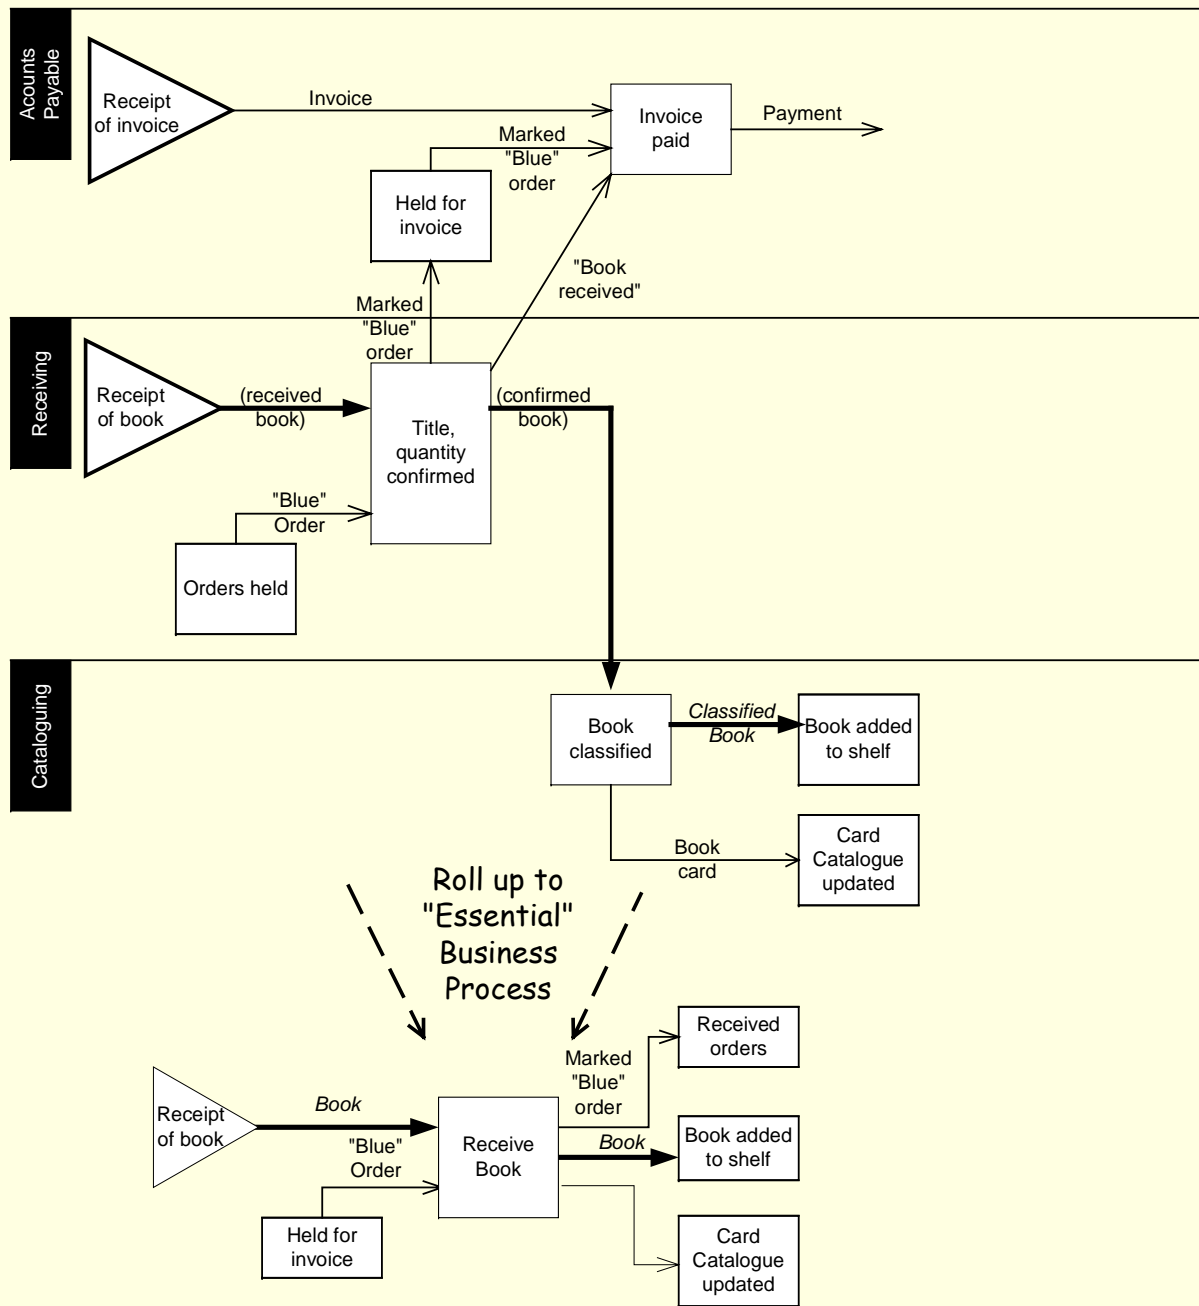 Acounts
Payable
Receipt
of invoice
Invoice
Invoice
paid
Payment
Marked
"Blue"
order
Held for
invoice
"Book
received"
Marked
"Blue"
order
Receiving
Receipt
of book
(received
book)
(confirmed
book)
Title,
quantity
confirmed
"Blue"
Order
Orders held
Cataloguing
Book
classified
Classified
Book
Book added
to shelf
Book
card
Card
Catalogue
updated
Roll up to
"Essential"
Business
Process
Received
orders
Marked
"Blue"
order
Receipt
of book
Book
"Blue"
Order
Receive
Book
Book
Book added
to shelf
Held for
invoice
Card
Catalogue
updated